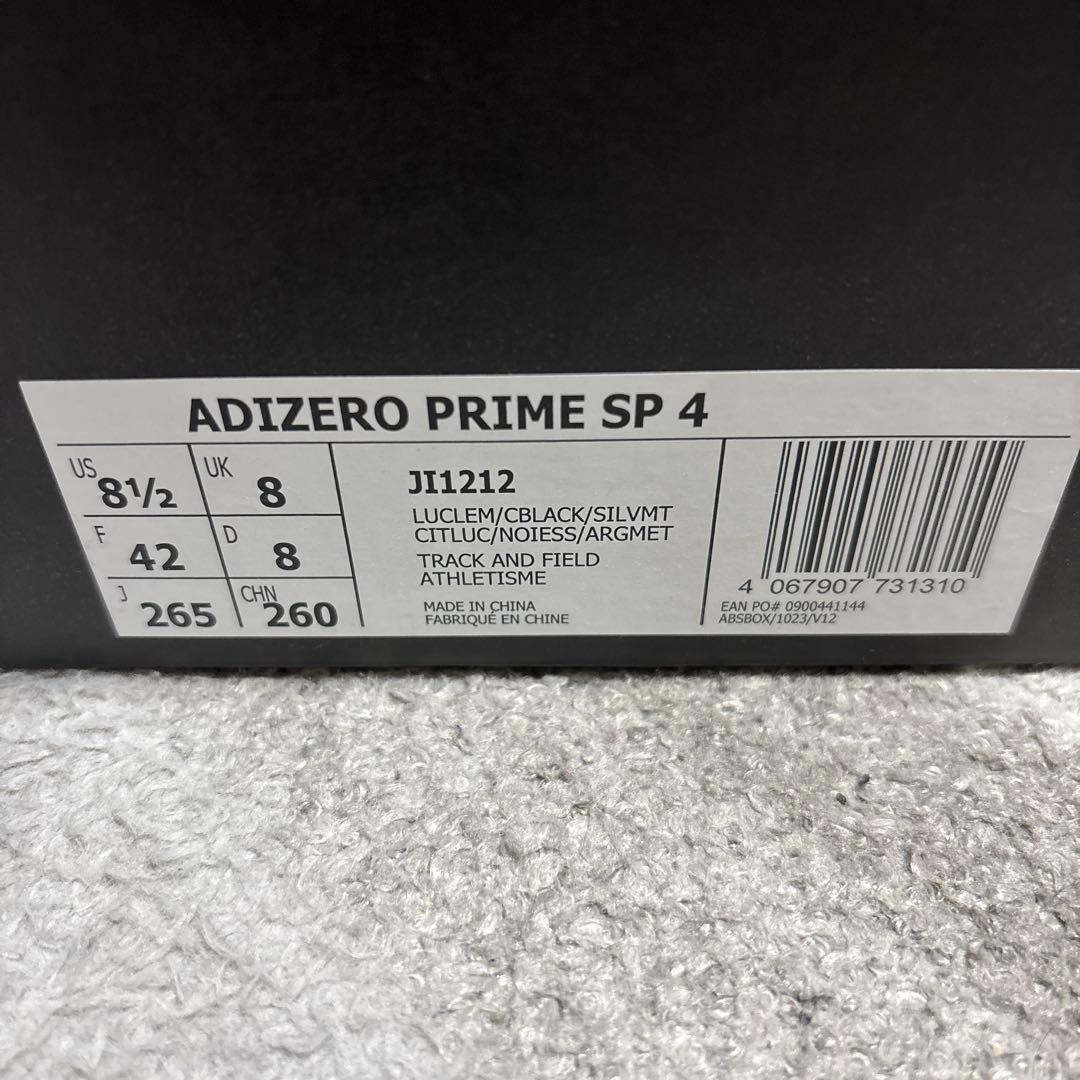 ADIZERO PRIME SP 4
US 8½ UK 8
F 42 D 8
J 265 CHN 260
JI1212
LUCLEM/CBLACK/SILVMT
CITLUC/NOIESS/ARGMET
TRACK AND FIELD
ATHLETISME
MADE IN CHINA
FABRIQUÉ EN CHINE
4 067907 731310
EAN PO# 0900441144
ABSBOX/1023/V12